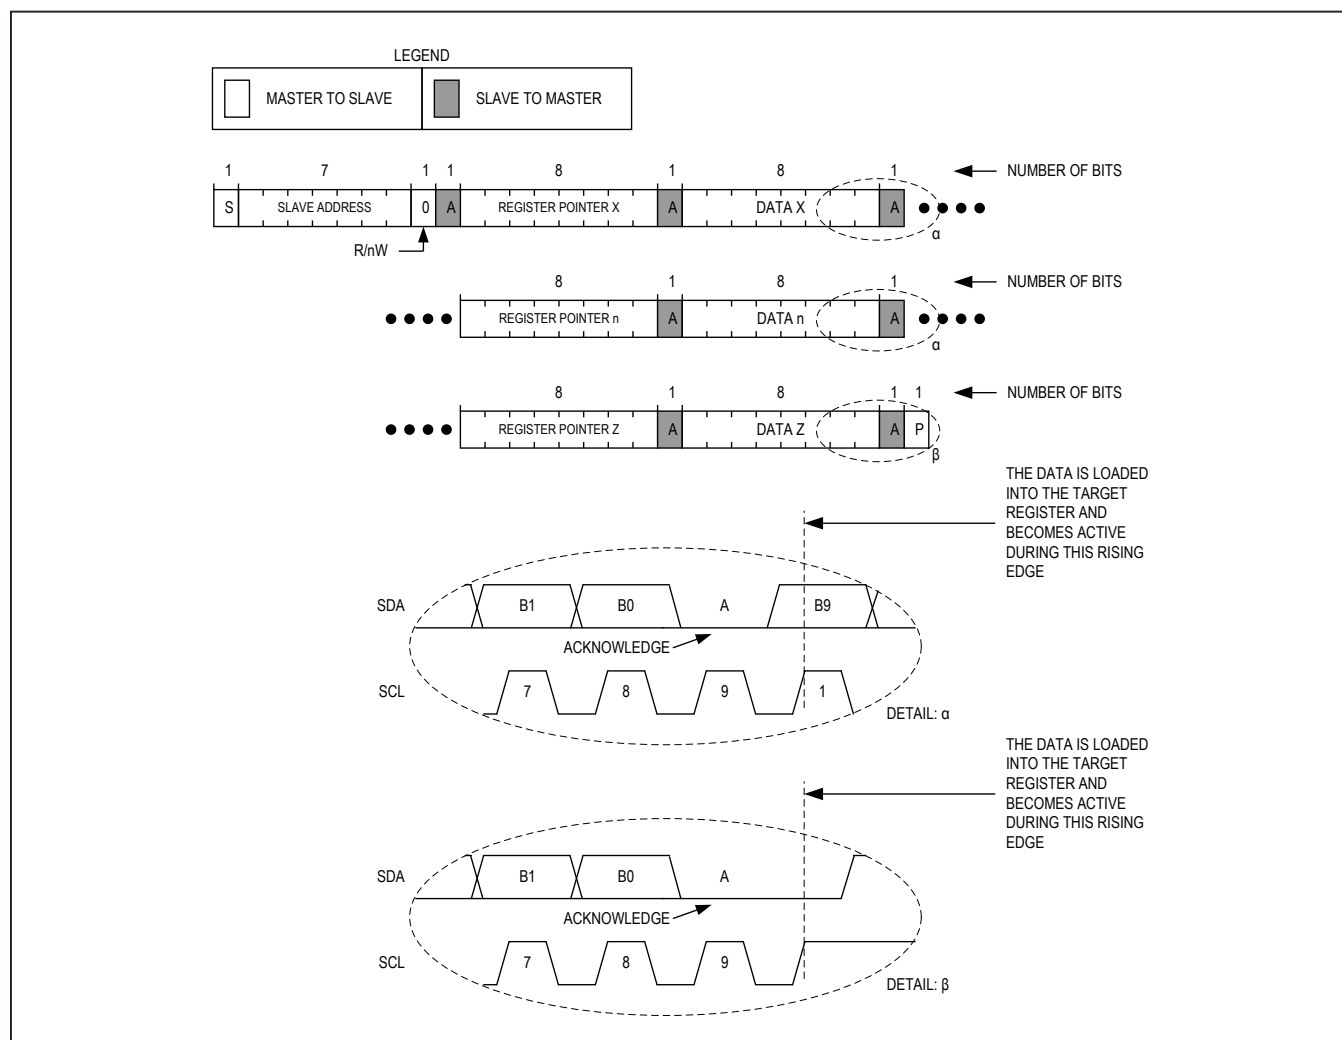 LEGEND
MASTER TO SLAVE SLAVE TO MASTER
1 7 1 1 8 1 8 1 NUMBER OF BITS
S SLAVE ADDRESS 0 A REGISTER POINTER X A DATA X A
α
R/nW
8 1 8 1 NUMBER OF BITS
REGISTER POINTER n A DATA n A
α
8 1 8 1 1 NUMBER OF BITS
REGISTER POINTER Z A DATA Z A P
β
THE DATA IS LOADED
INTO THE TARGET
REGISTER AND
BECOMES ACTIVE
DURING THIS RISING
EDGE
SDA B1 B0 A B9
ACKNOWLEDGE
SCL 7 8 9 1
DETAIL: α
THE DATA IS LOADED
INTO THE TARGET
REGISTER AND
BECOMES ACTIVE
DURING THIS RISING
EDGE
SDA B1 B0 A
ACKNOWLEDGE
SCL 7 8 9
DETAIL: β